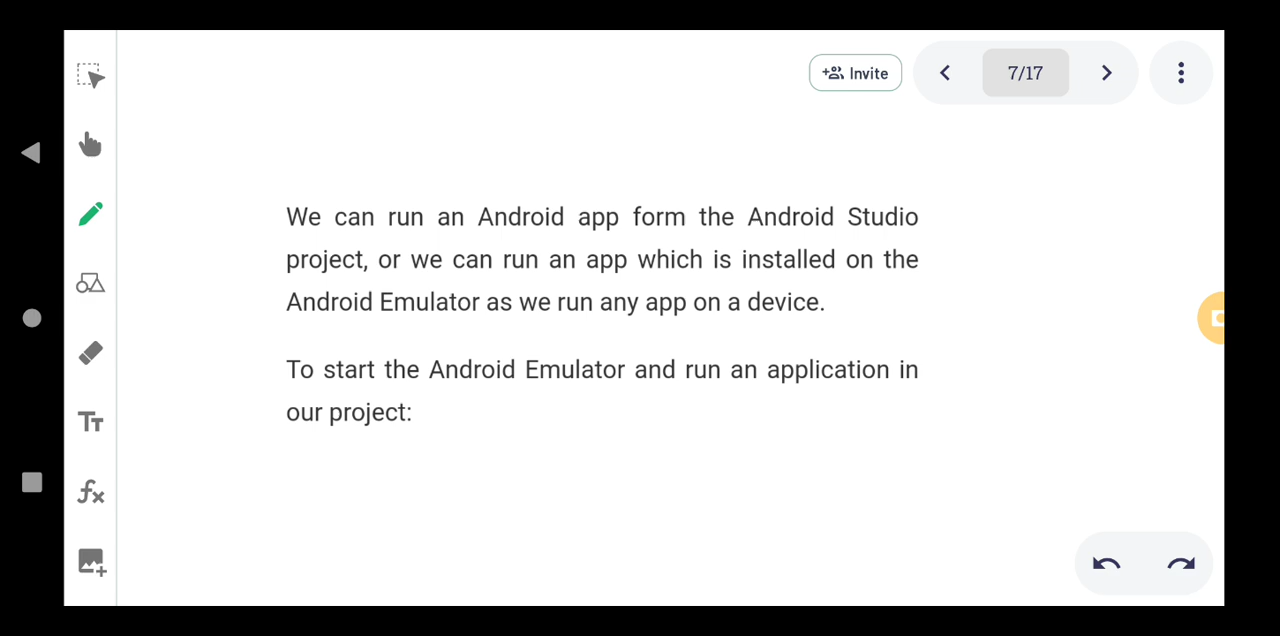 Invite
7/17
We can run an Android app form the Android Studio
project, or we can run an app which is installed on the
Android Emulator as we run any app on a device.
To start the Android Emulator and run an application in
our project:
TT
fx